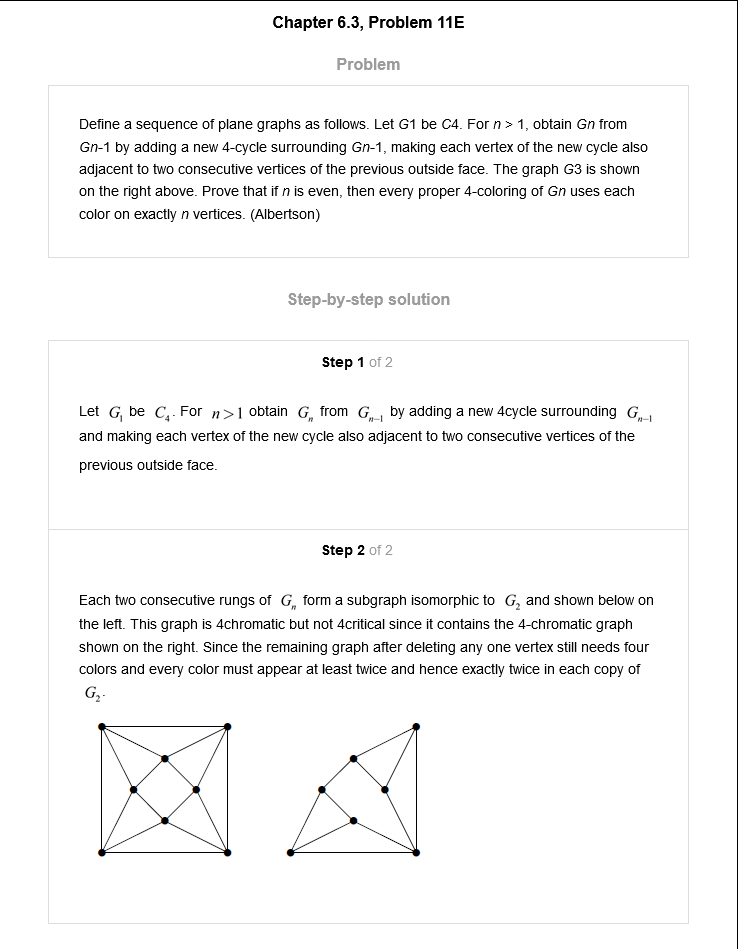 Chapter 6.3, Problem 11E
Problem
Define a sequence of plane graphs as follows. Let G1 be C4. For n > 1, obtain Gn from
Gn-1 by adding a new 4-cycle surrounding Gn-1, making each vertex of the new cycle also
adjacent to two consecutive vertices of the previous outside face. The graph G3 is shown
on the right above. Prove that if n is even, then every proper 4-coloring of Gn uses each
color on exactly n vertices. (Albertson)
Step-by-step solution
Step 1 of 2
Let G₁ be C₄. For n>1 obtain Gₙ from Gₙ₋₁ by adding a new 4cycle surrounding Gₙ₋₁
and making each vertex of the new cycle also adjacent to two consecutive vertices of the
previous outside face.
Step 2 of 2
Each two consecutive rungs of Gₙ form a subgraph isomorphic to G₂ and shown below on
the left. This graph is 4chromatic but not 4critical since it contains the 4-chromatic graph
shown on the right. Since the remaining graph after deleting any one vertex still needs four
colors and every color must appear at least twice and hence exactly twice in each copy of
G₂.